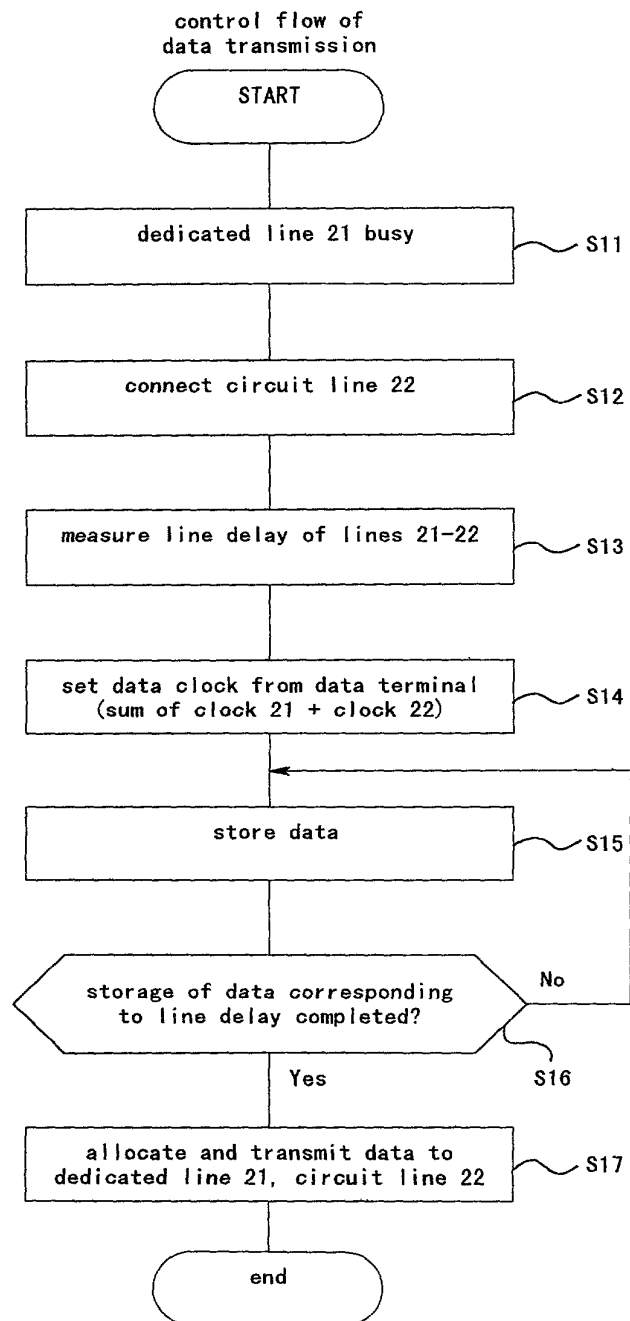 control flow of
data transmission
START
dedicated line 21 busy
S11
connect circuit line 22
S12
measure line delay of lines 21-22
S13
set data clock from data terminal
(sum of clock 21 + clock 22)
S14
store data
S15
storage of data corresponding
to line delay completed?
No
S16
Yes
allocate and transmit data to
dedicated line 21, circuit line 22
S17
end